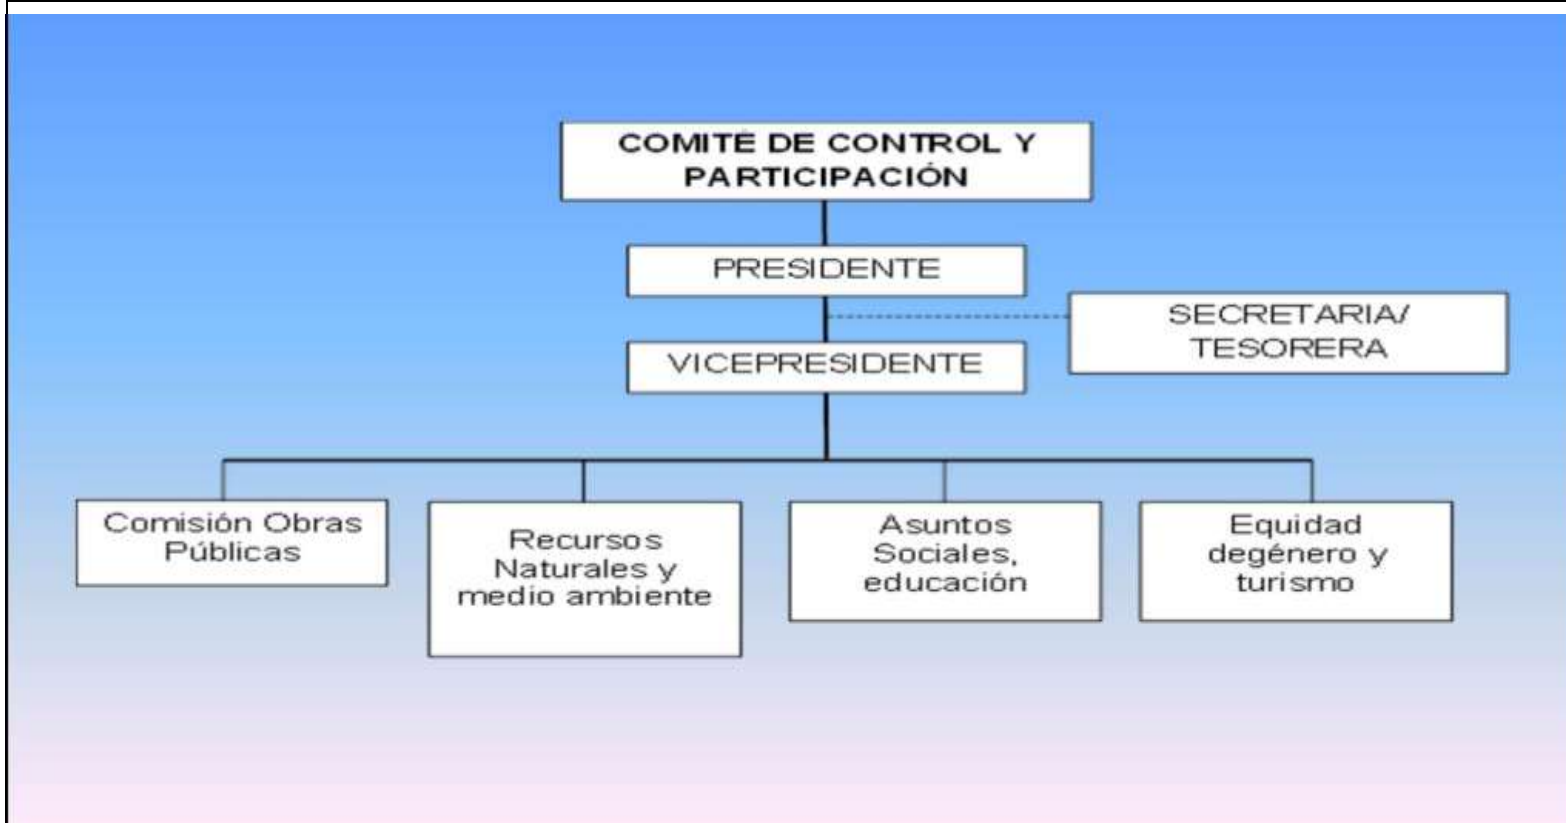 COMITÉ DE CONTROL Y
PARTICIPACIÓN
PRESIDENTE
SECRETARIA/
TESORERA
VICEPRESIDENTE
Comisión Obras
Públicas
Recursos
Naturales y
medio ambiente
Asuntos
Sociales,
educación
Equidad
degénero y
turismo